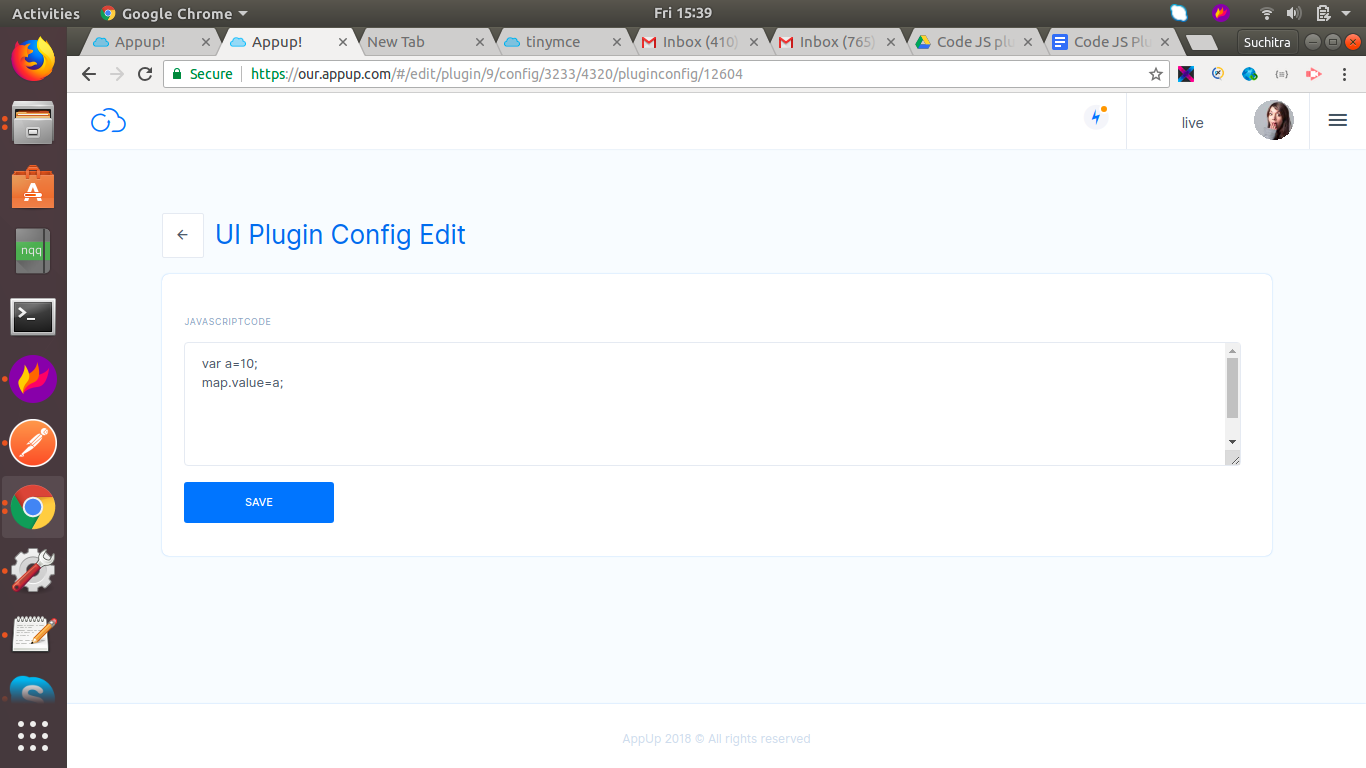 Activities Google Chrome Fri 15:39
Appup! Appup! New Tab tinymce Inbox (410) Inbox (765) Code JS plu Code JS Plu Suchitra
Secure https://our.appup.com/#/edit/plugin/9/config/3233/4320/pluginconfig/12604
live
nqq
UI Plugin Config Edit
JAVASCRIPTCODE
var a=10;
map.value=a;
SAVE
AppUp 2018 © All rights reserved